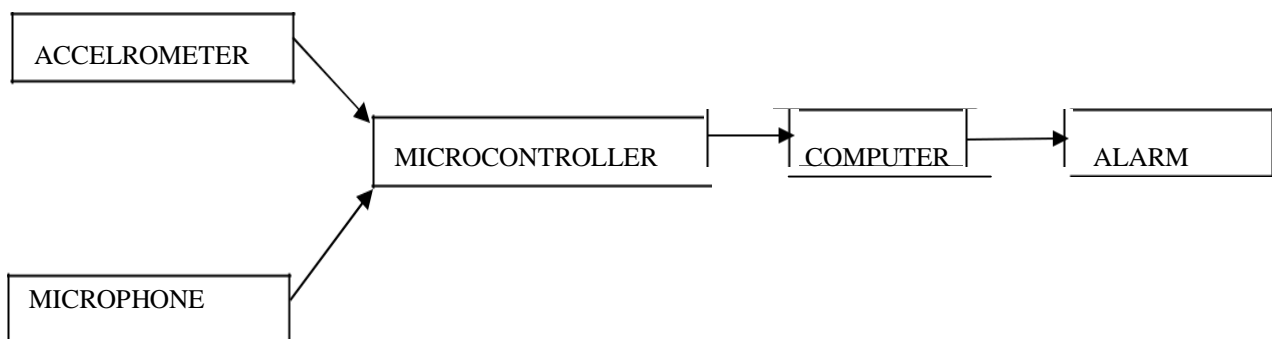 ACCELROMETER
MICROCONTROLLER
COMPUTER
ALARM
MICROPHONE